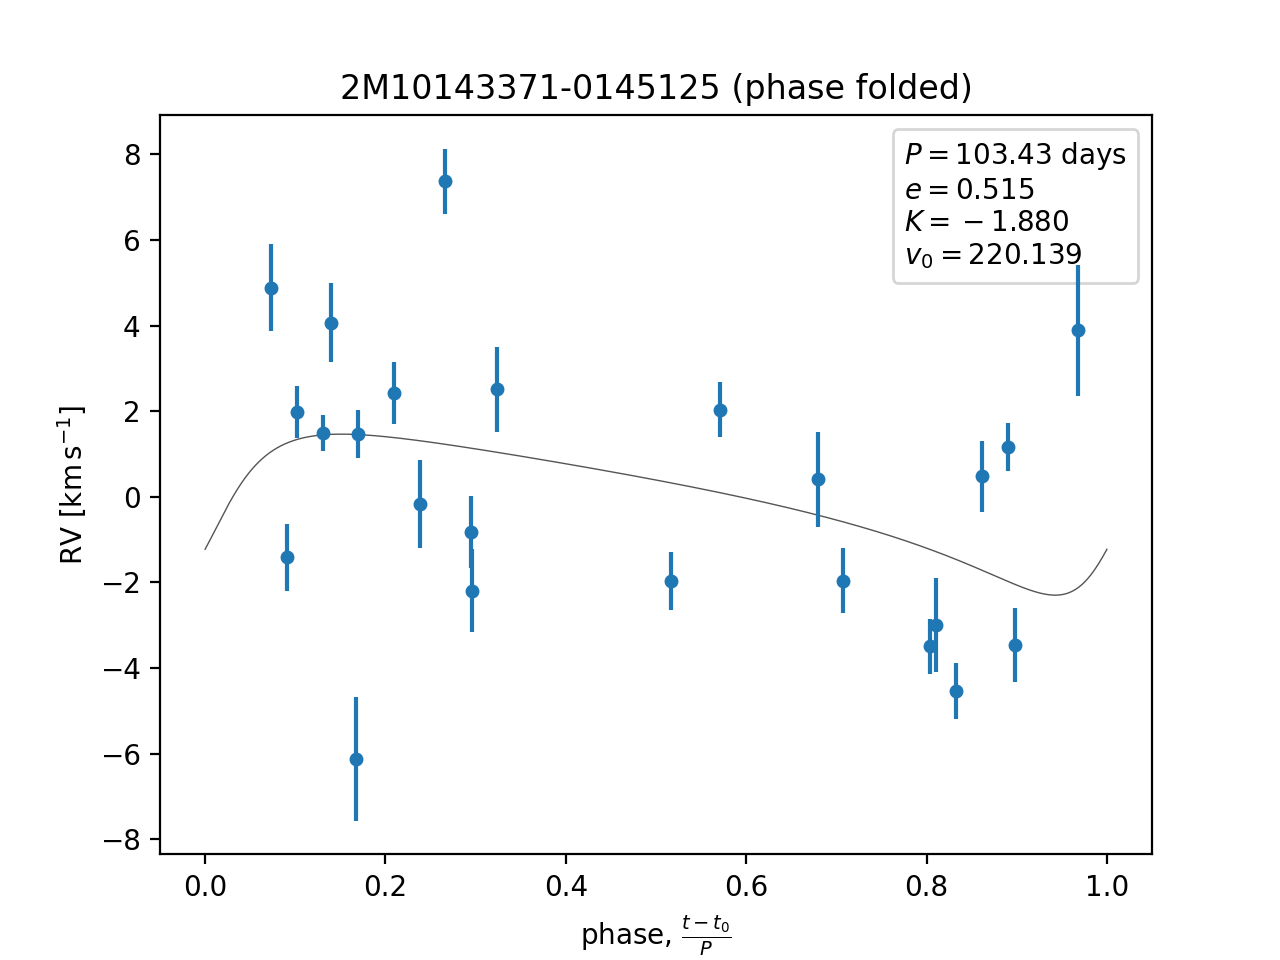 2M10143371-0145125 (phase folded)
P = 103.43 days
e = 0.515
K = −1.880
v₀ = 220.139
RV [km s⁻¹]
8
6
4
2
0
−2
−4
−6
−8
0.0 0.2 0.4 0.6 0.8 1.0
phase, (t − t₀)/P